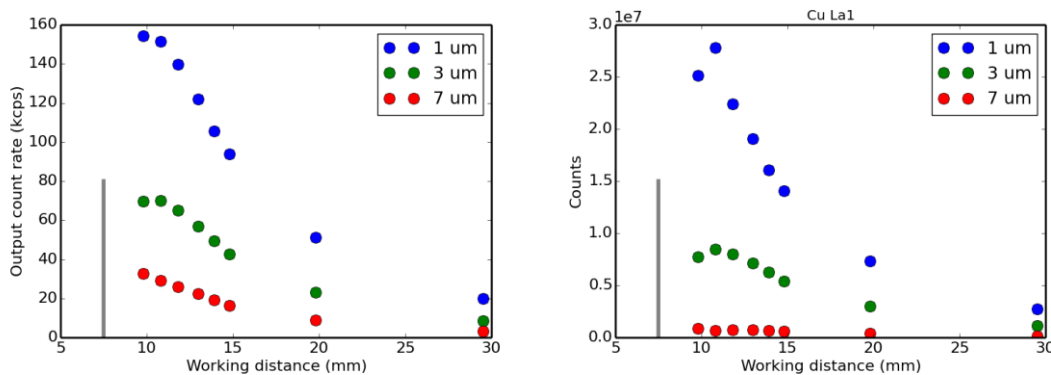 160
140
120
100
80
60
40
20
0
Output count rate (kcps)
5 10 15 20 25 30
Working distance (mm)
1 um
3 um
7 um
Cu La1
1e7
3.0
2.5
2.0
1.5
1.0
0.5
0.0
Counts
5 10 15 20 25 30
Working distance (mm)
1 um
3 um
7 um